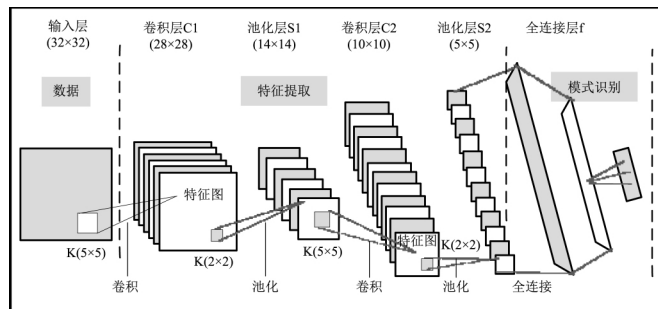 输入层
(32×32)
卷积层C1
(28×28)
池化层S1
(14×14)
卷积层C2
(10×10)
池化层S2
(5×5)
全连接层f
数据
特征提取
模式识别
特征图
特征图
K(5×5)
K(2×2)
K(5×5)
K(2×2)
卷积
池化
卷积
池化
全连接